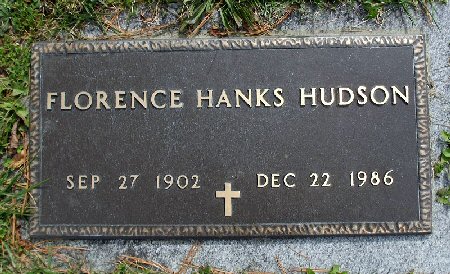 FLORENCE HANKS HUDSON
SEP 27 1902 DEC 22 1986